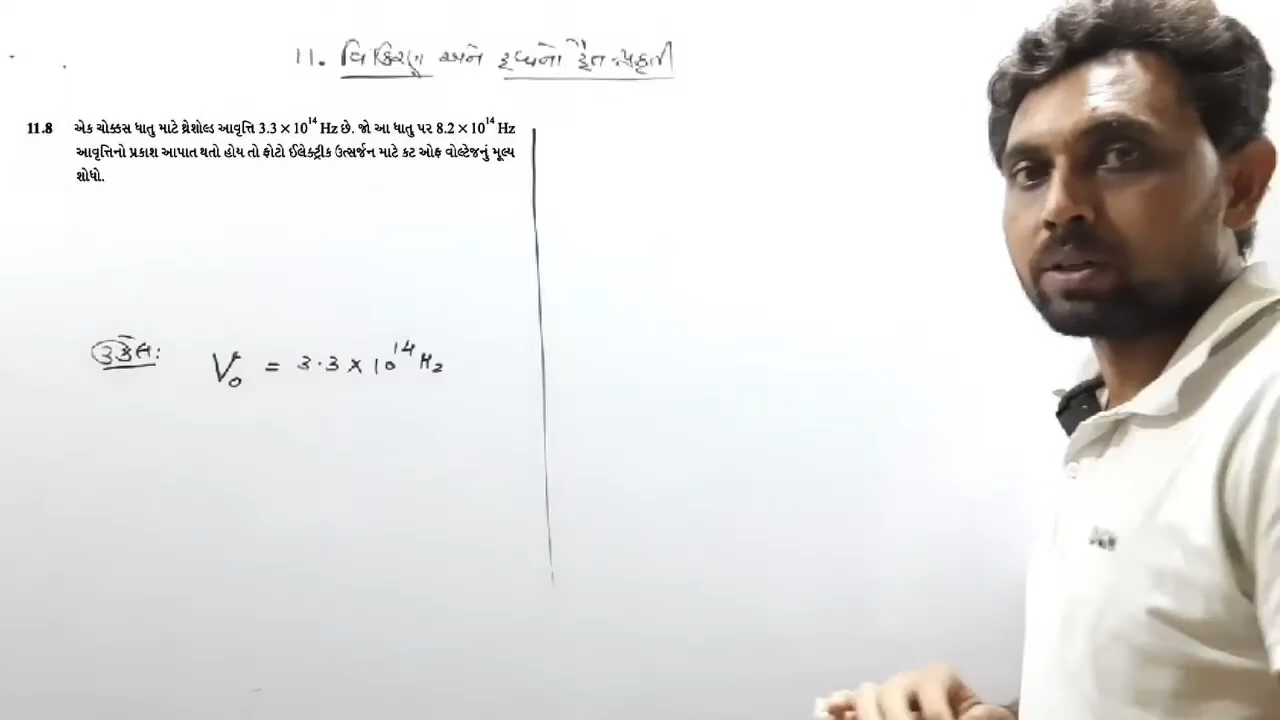 11. વિકિરણ અને દ્રવ્યનો દ્વૈત પ્રકૃતી
11.8 એક ચોક્કસ ધાતુ માટે થ્રેશોલ્ડ આવૃત્તિ 3.3 × 10¹⁴ Hz છે. જો આ ધાતુ પર 8.2 × 10¹⁴ Hz
આવૃત્તિનો પ્રકાશ આપાત થતો હોય તો ફોટો ઈલેક્ટ્રીક ઉત્સર્જન માટે કટ ઓફ વોલ્ટેજનું મૂલ્ય
શોધો.
ઉકેલ: V₀ = 3.3 × 10¹⁴ Hz